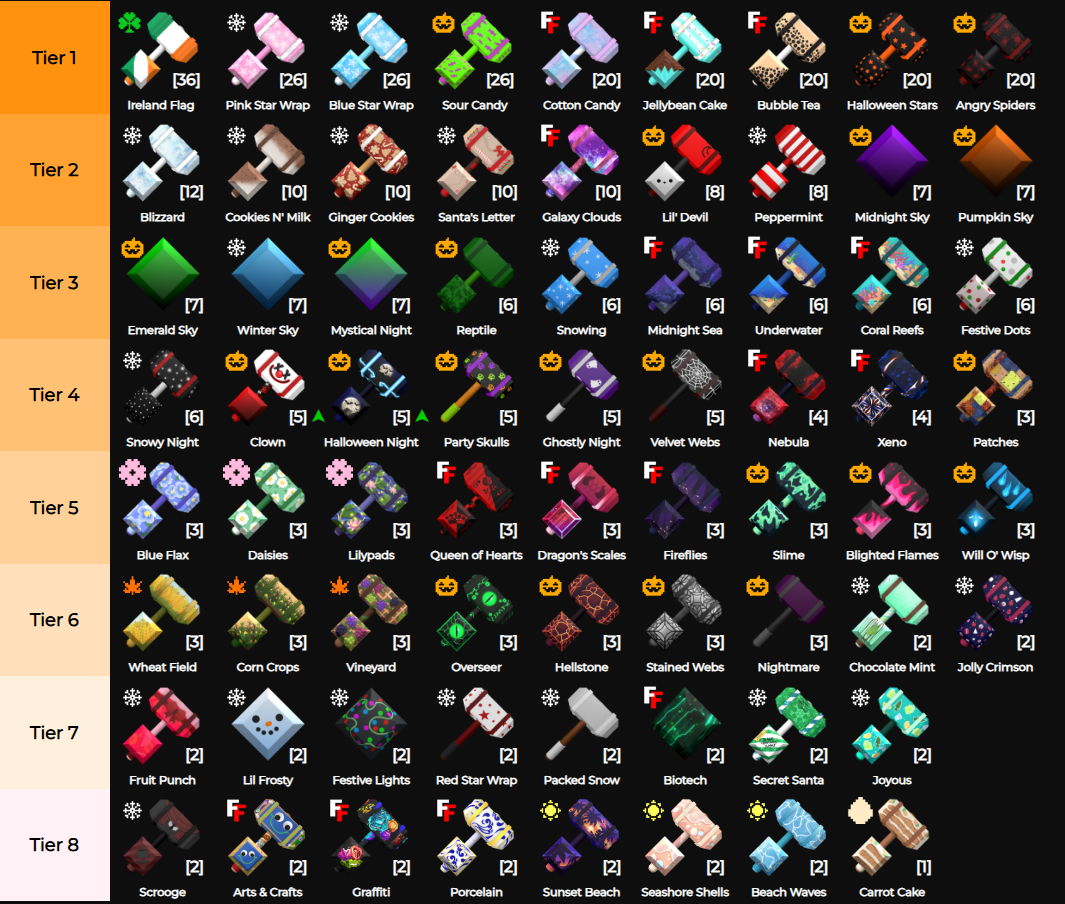 Tier 1
[36] [26] [26] [26] [20] [20] [20] [20] [20]
Ireland Flag Pink Star Wrap Blue Star Wrap Sour Candy Cotton Candy Jellybean Cake Bubble Tea Halloween Stars Angry Spiders
Tier 2
[12] [10] [10] [10] [10] [8] [8] [7] [7]
Blizzard Cookies N' Milk Ginger Cookies Santa's Letter Galaxy Clouds Lil' Devil Peppermint Midnight Sky Pumpkin Sky
Tier 3
[7] [7] [7] [6] [6] [6] [6] [6] [6]
Emerald Sky Winter Sky Mystical Night Reptile Snowing Midnight Sea Underwater Coral Reefs Festive Dots
Tier 4
[6] [5] [5] [5] [5] [5] [4] [4] [3]
Snowy Night Clown Halloween Night Party Skulls Ghostly Night Velvet Webs Nebula Xeno Patches
Tier 5
[3] [3] [3] [3] [3] [3] [3] [3] [3]
Blue Flax Daisies Lilypads Queen of Hearts Dragon's Scales Fireflies Slime Blighted Flames Will O' Wisp
Tier 6
[3] [3] [3] [3] [3] [3] [3] [2] [2]
Wheat Field Corn Crops Vineyard Overseer Hellstone Stained Webs Nightmare Chocolate Mint Jolly Crimson
Tier 7
[2] [2] [2] [2] [2] [2] [2] [2]
Fruit Punch Lil Frosty Festive Lights Red Star Wrap Packed Snow Biotech Secret Santa Joyous
Tier 8
[2] [2] [2] [2] [2] [2] [2] [1]
Scrooge Arts & Crafts Graffiti Porcelain Sunset Beach Seashore Shells Beach Waves Carrot Cake